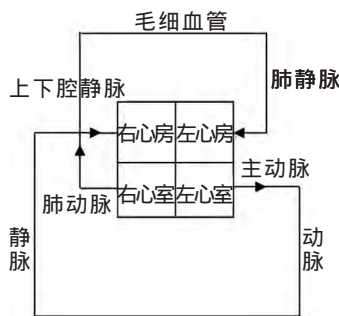 毛细血管
上下腔静脉
肺静脉
右心房 左心房
右心室 左心室
主动脉
肺动脉
静脉
动脉